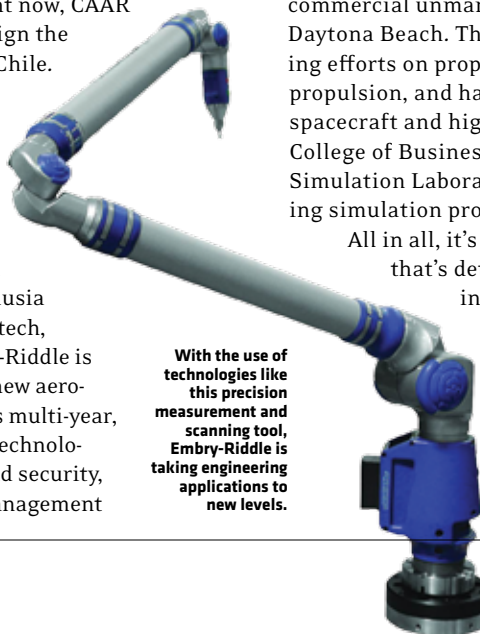 nt now, CAAR
ign the
Chile.
usia
tech,
-Riddle is
new aero-
s multi-year,
echnolo-
d security,
nagement
With the use of
technologies like
this precision
measurement and
scanning tool,
Embry-Riddle is
taking engineering
applications to
new levels.
commercial unmar
Daytona Beach. Th
ing efforts on prop
propulsion, and ha
spacecraft and hig
College of Busines
Simulation Labora
ing simulation pro
All in all, it's
that's det
in